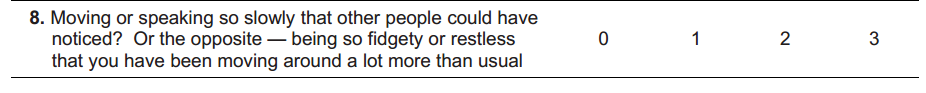 8. Moving or speaking so slowly that other people could have
noticed? Or the opposite — being so fidgety or restless 0 1 2 3
that you have been moving around a lot more than usual